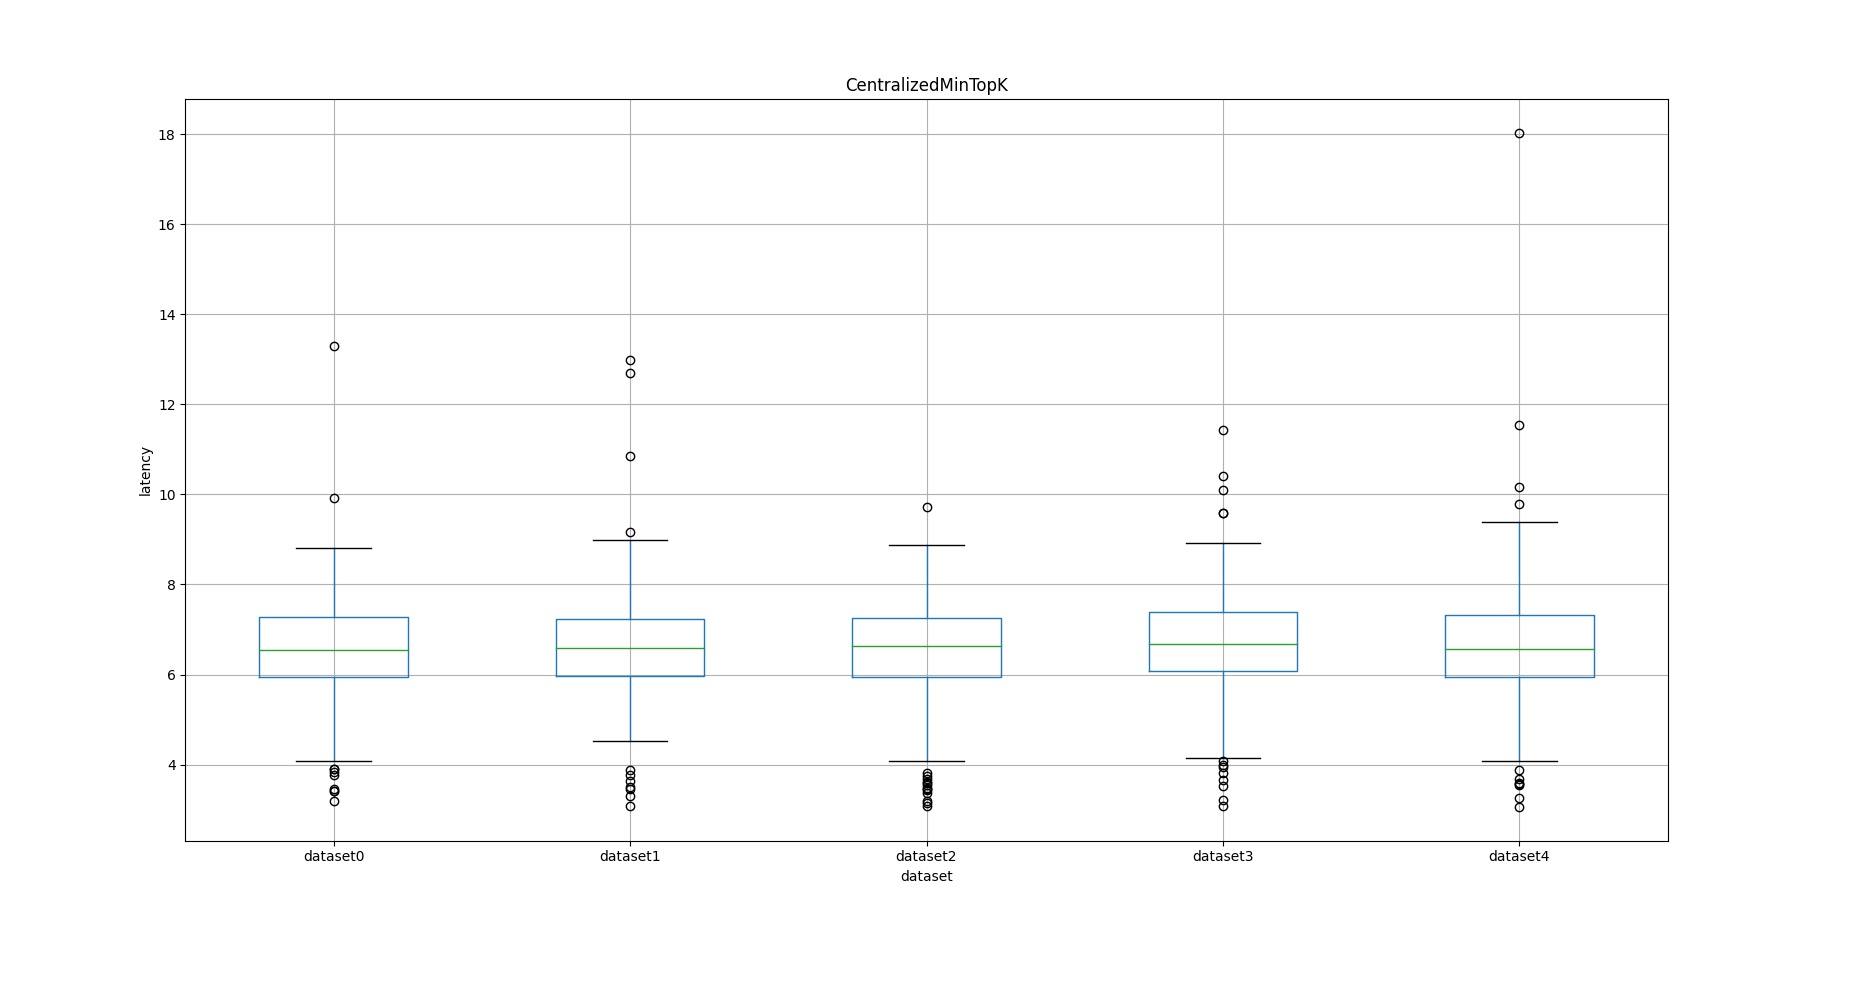 CentralizedMinTopK
18
16
14
12
10
8
6
4
latency
dataset0 dataset1 dataset2 dataset3 dataset4
dataset